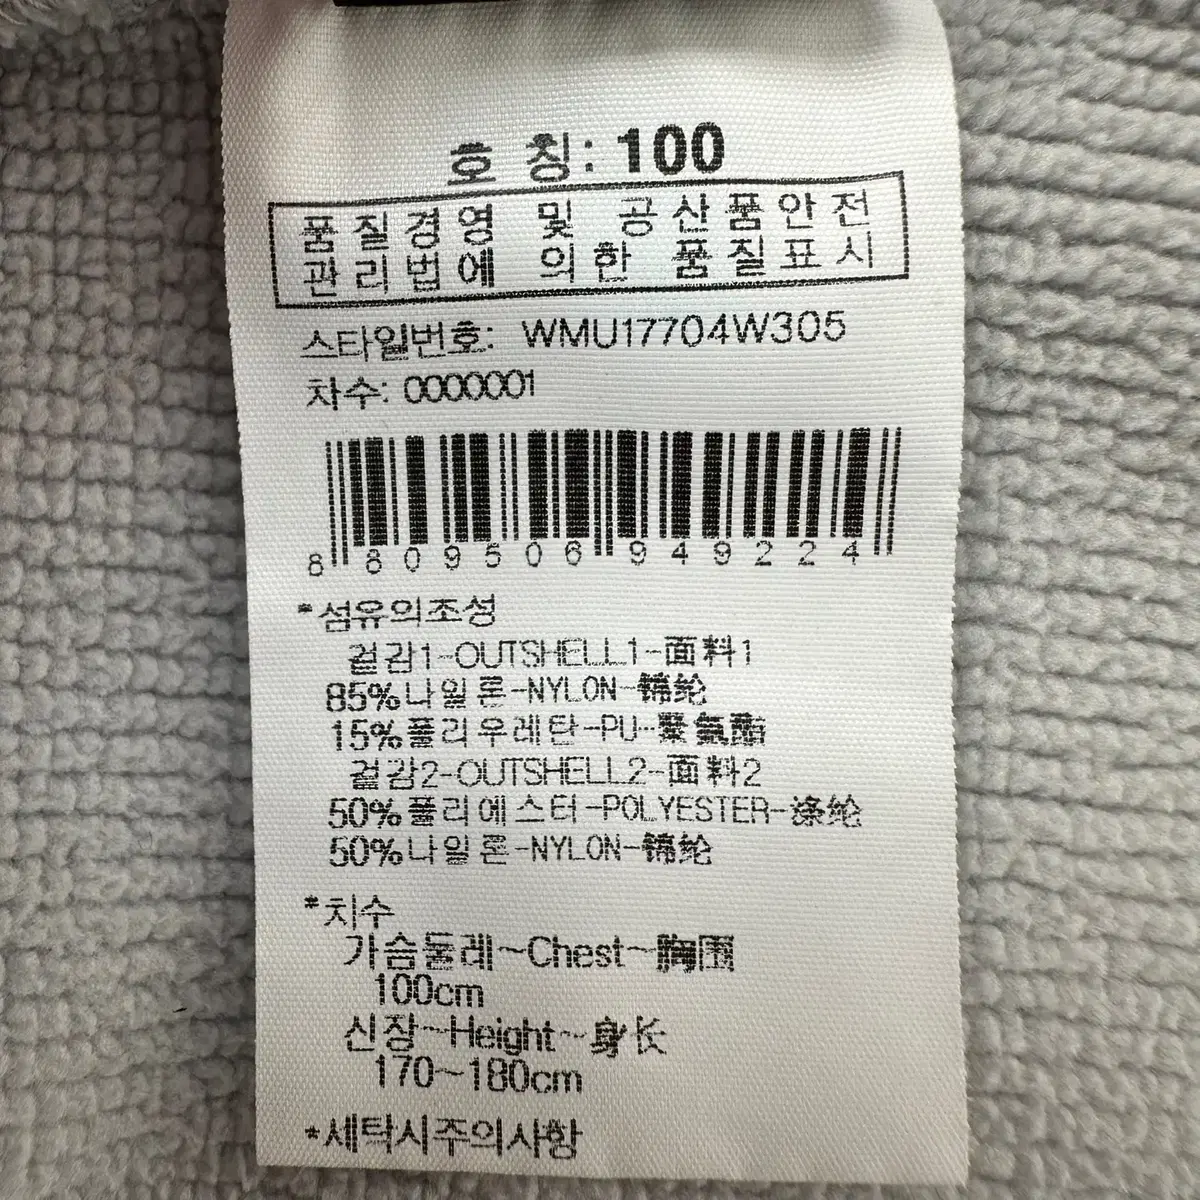 호 칭: 100
품질경영 및 공산품안전
관리법에 의한 품질표시
스타일번호: WMU17704W305
차수: 0000001
8 809506 949224
*섬유의조성
겉감1-OUTSHELL1-面料1
85%나일론-NYLON-锦纶
15%폴리우레탄-PU-聚氨酯
겉감2-OUTSHELL2-面料2
50%폴리에스터-POLYESTER-涤纶
50%나일론-NYLON-锦纶
*치수
가슴둘레~Chest~胸围
100cm
신장~Height~身长
170~180cm
*세탁시주의사항